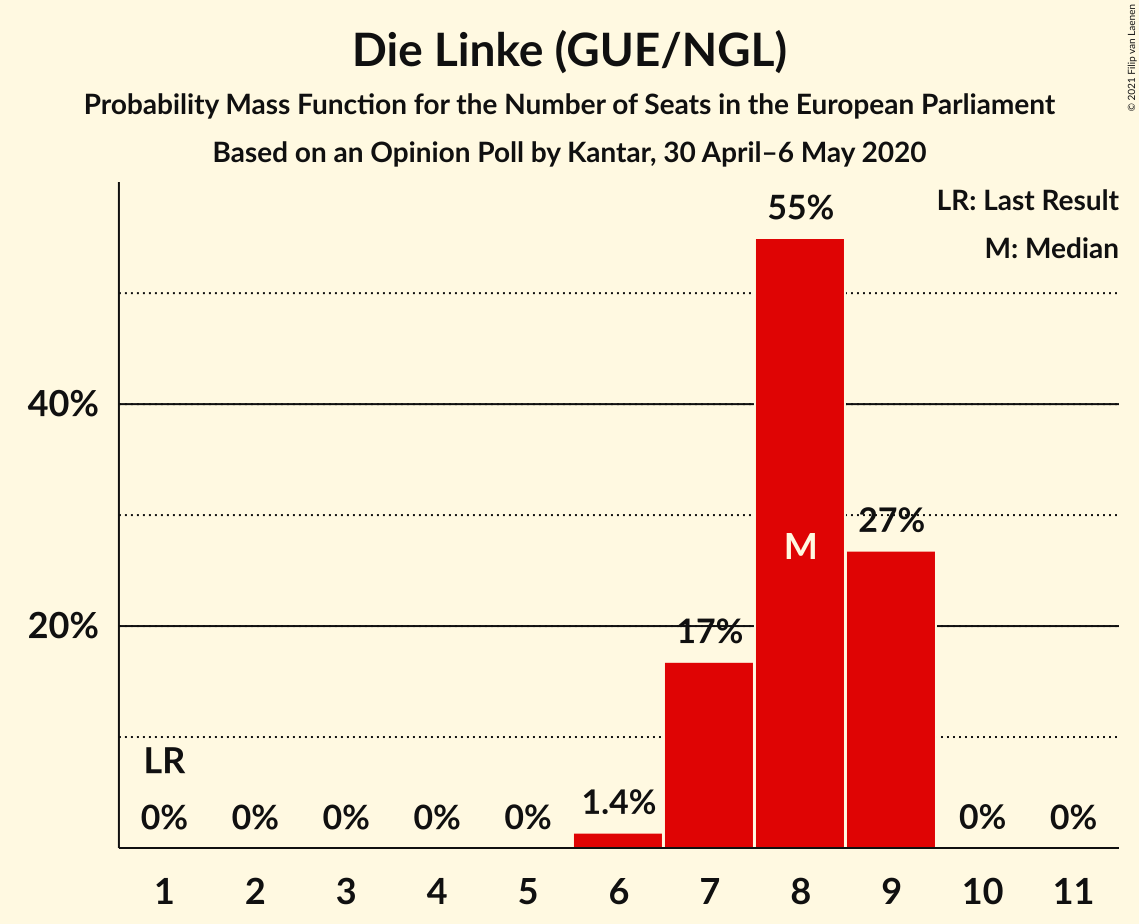 Die Linke (GUE/NGL)
Probability Mass Function for the Number of Seats in the European Parliament
Based on an Opinion Poll by Kantar, 30 April–6 May 2020
© 2021 Filip van Laenen
LR: Last Result
M: Median
55%
40%
27%
M
20%
17%
LR
1.4%
0% 0% 0% 0% 0% 0% 0%
1 2 3 4 5 6 7 8 9 10 11